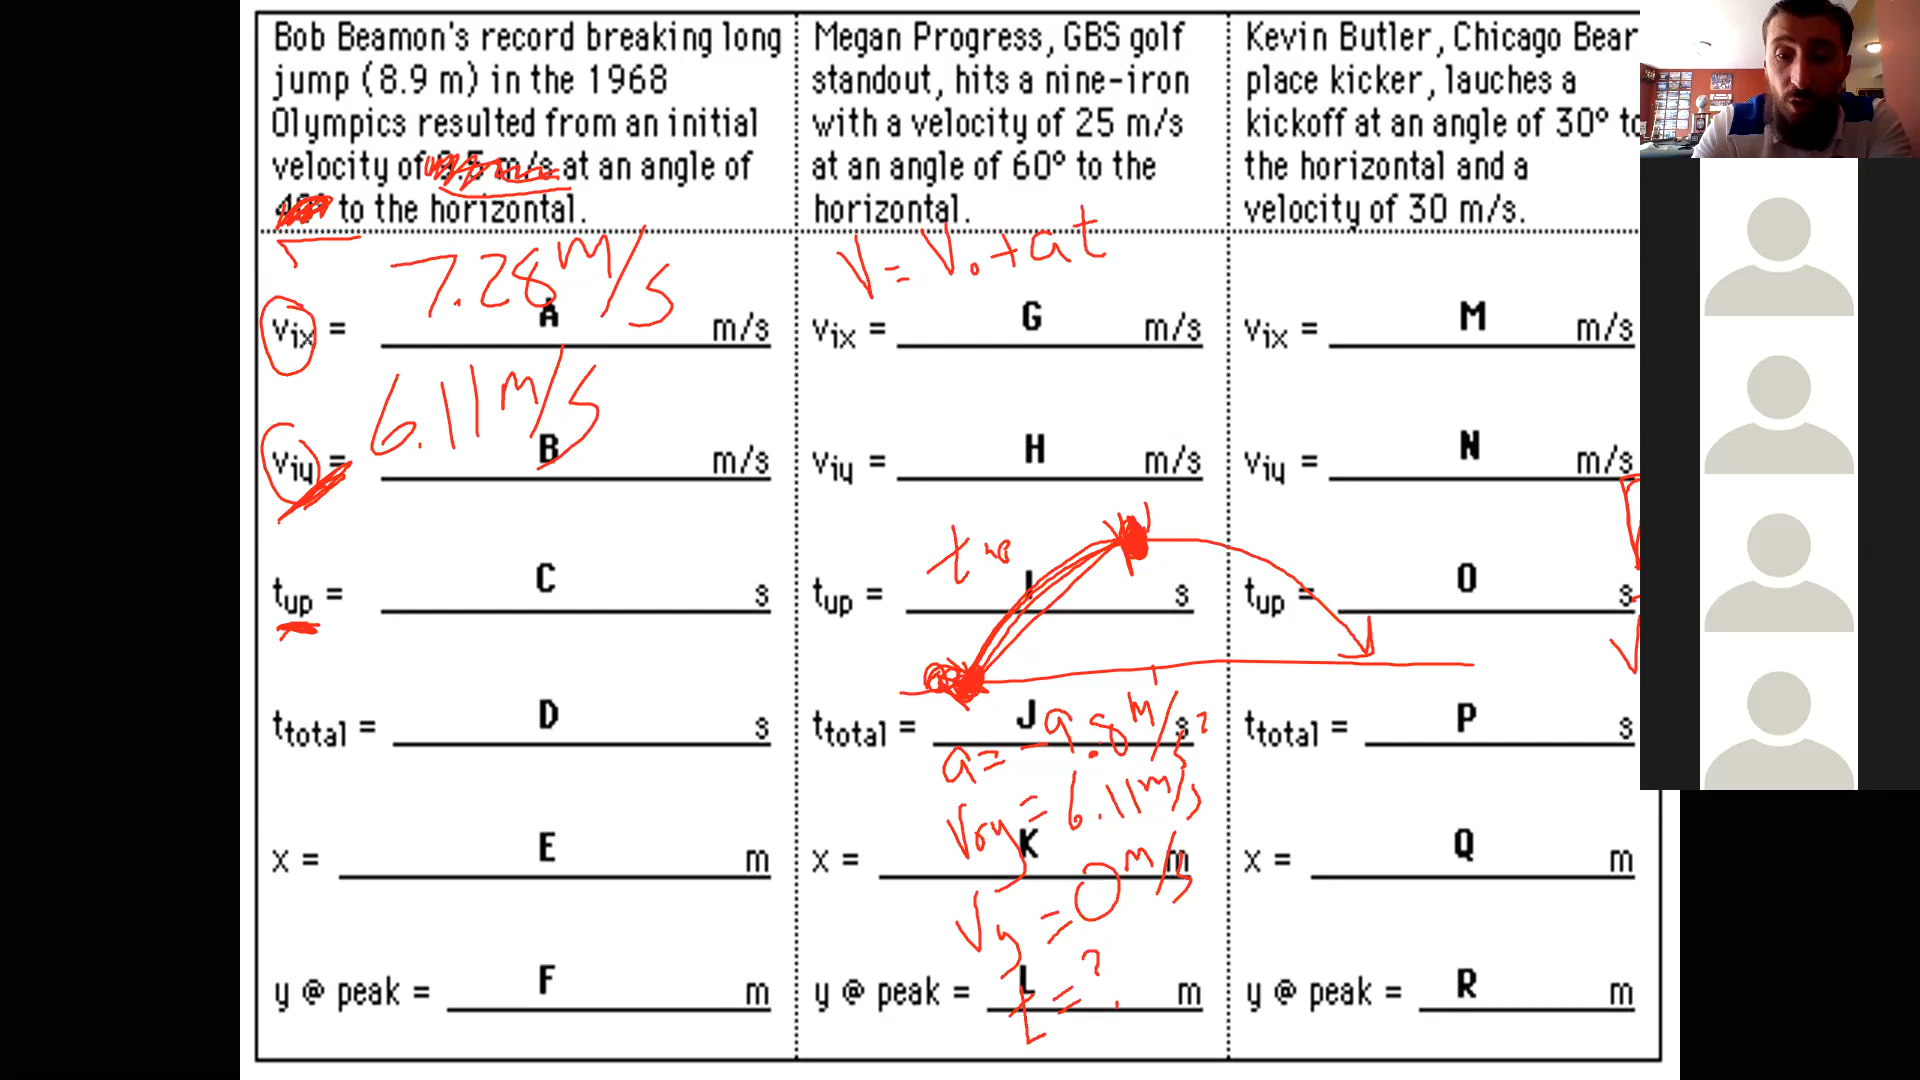 Bob Beamon's record breaking long
jump (8.9 m) in the 1968
Olympics resulted from an initial
velocity of m/s at an angle of
to the horizontal.
7.28 m/s
vix = A m/s
6.11 m/s
viy = B m/s
tup = C s
ttotal = D s
x = E m
y @ peak = F m
Megan Progress, GBS golf
standout, hits a nine-iron
with a velocity of 25 m/s
at an angle of 60° to the
horizontal.
V = V₀ + at
vix = G m/s
viy = H m/s
t
tup = I s
ttotal = J s
a = -9.8 m/s²
Voy = 6.11 m/s
x = K m
Vy = 0 m/s
y @ peak = L m
t = ?
Kevin Butler, Chicago Bear
place kicker, lauches a
kickoff at an angle of 30° to
the horizontal and a
velocity of 30 m/s.
vix = M m/s
viy = N m/s
tup = O s
ttotal = P s
x = Q m
y @ peak = R m